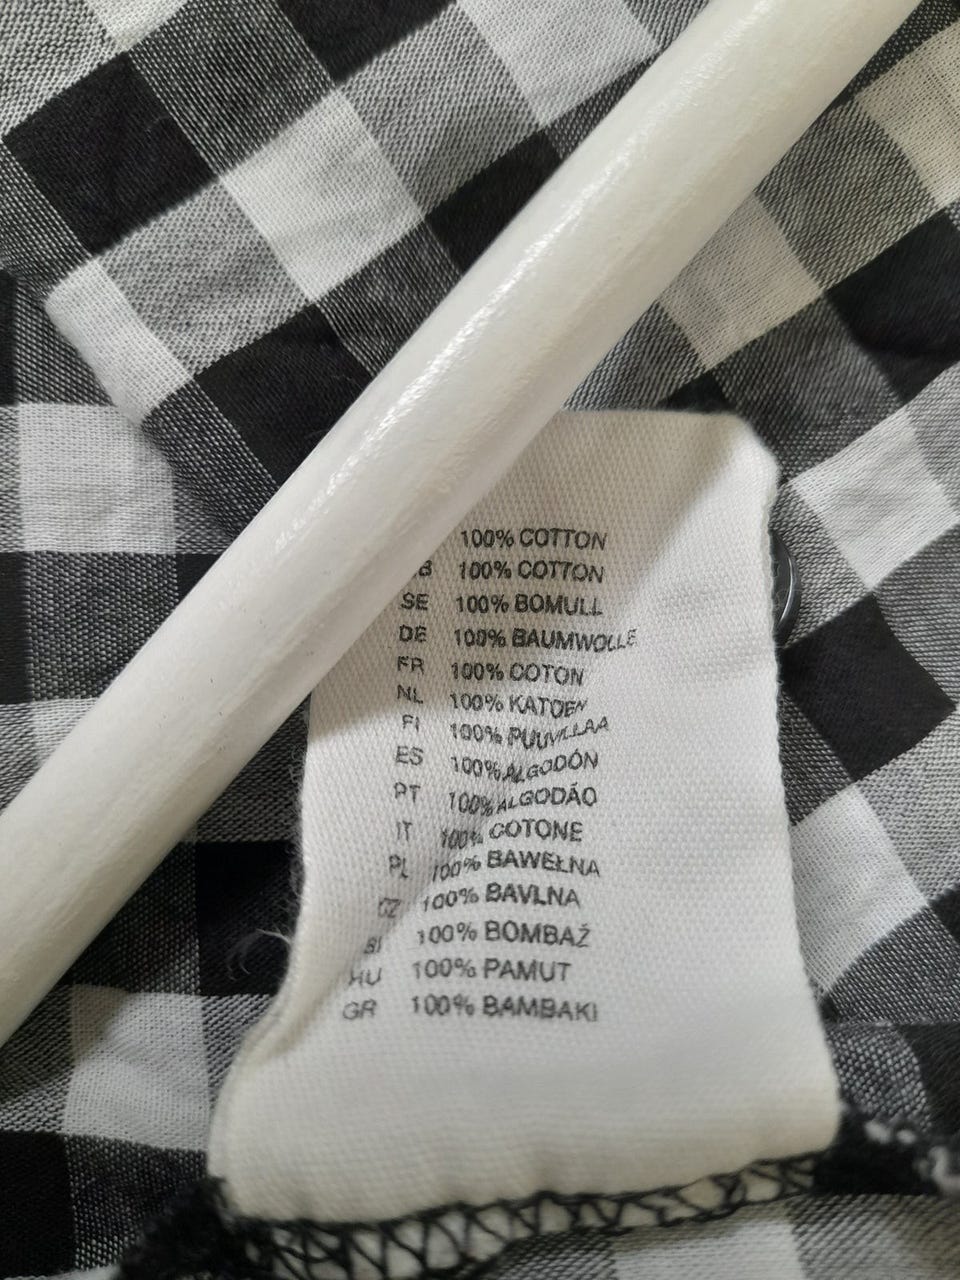 100% COTTON
B 100% COTTON
SE 100% BOMULL
DE 100% BAUMWOLLE
FR 100% COTON
NL 100% KATOEN
FI 100% PUUVILLAA
ES 100% ALGODÓN
PT 100% ALGODÃO
IT 100% COTONE
PL 100% BAWEŁNA
CZ 100% BAVLNA
SI 100% BOMBAŽ
HU 100% PAMUT
GR 100% BAMBAKI